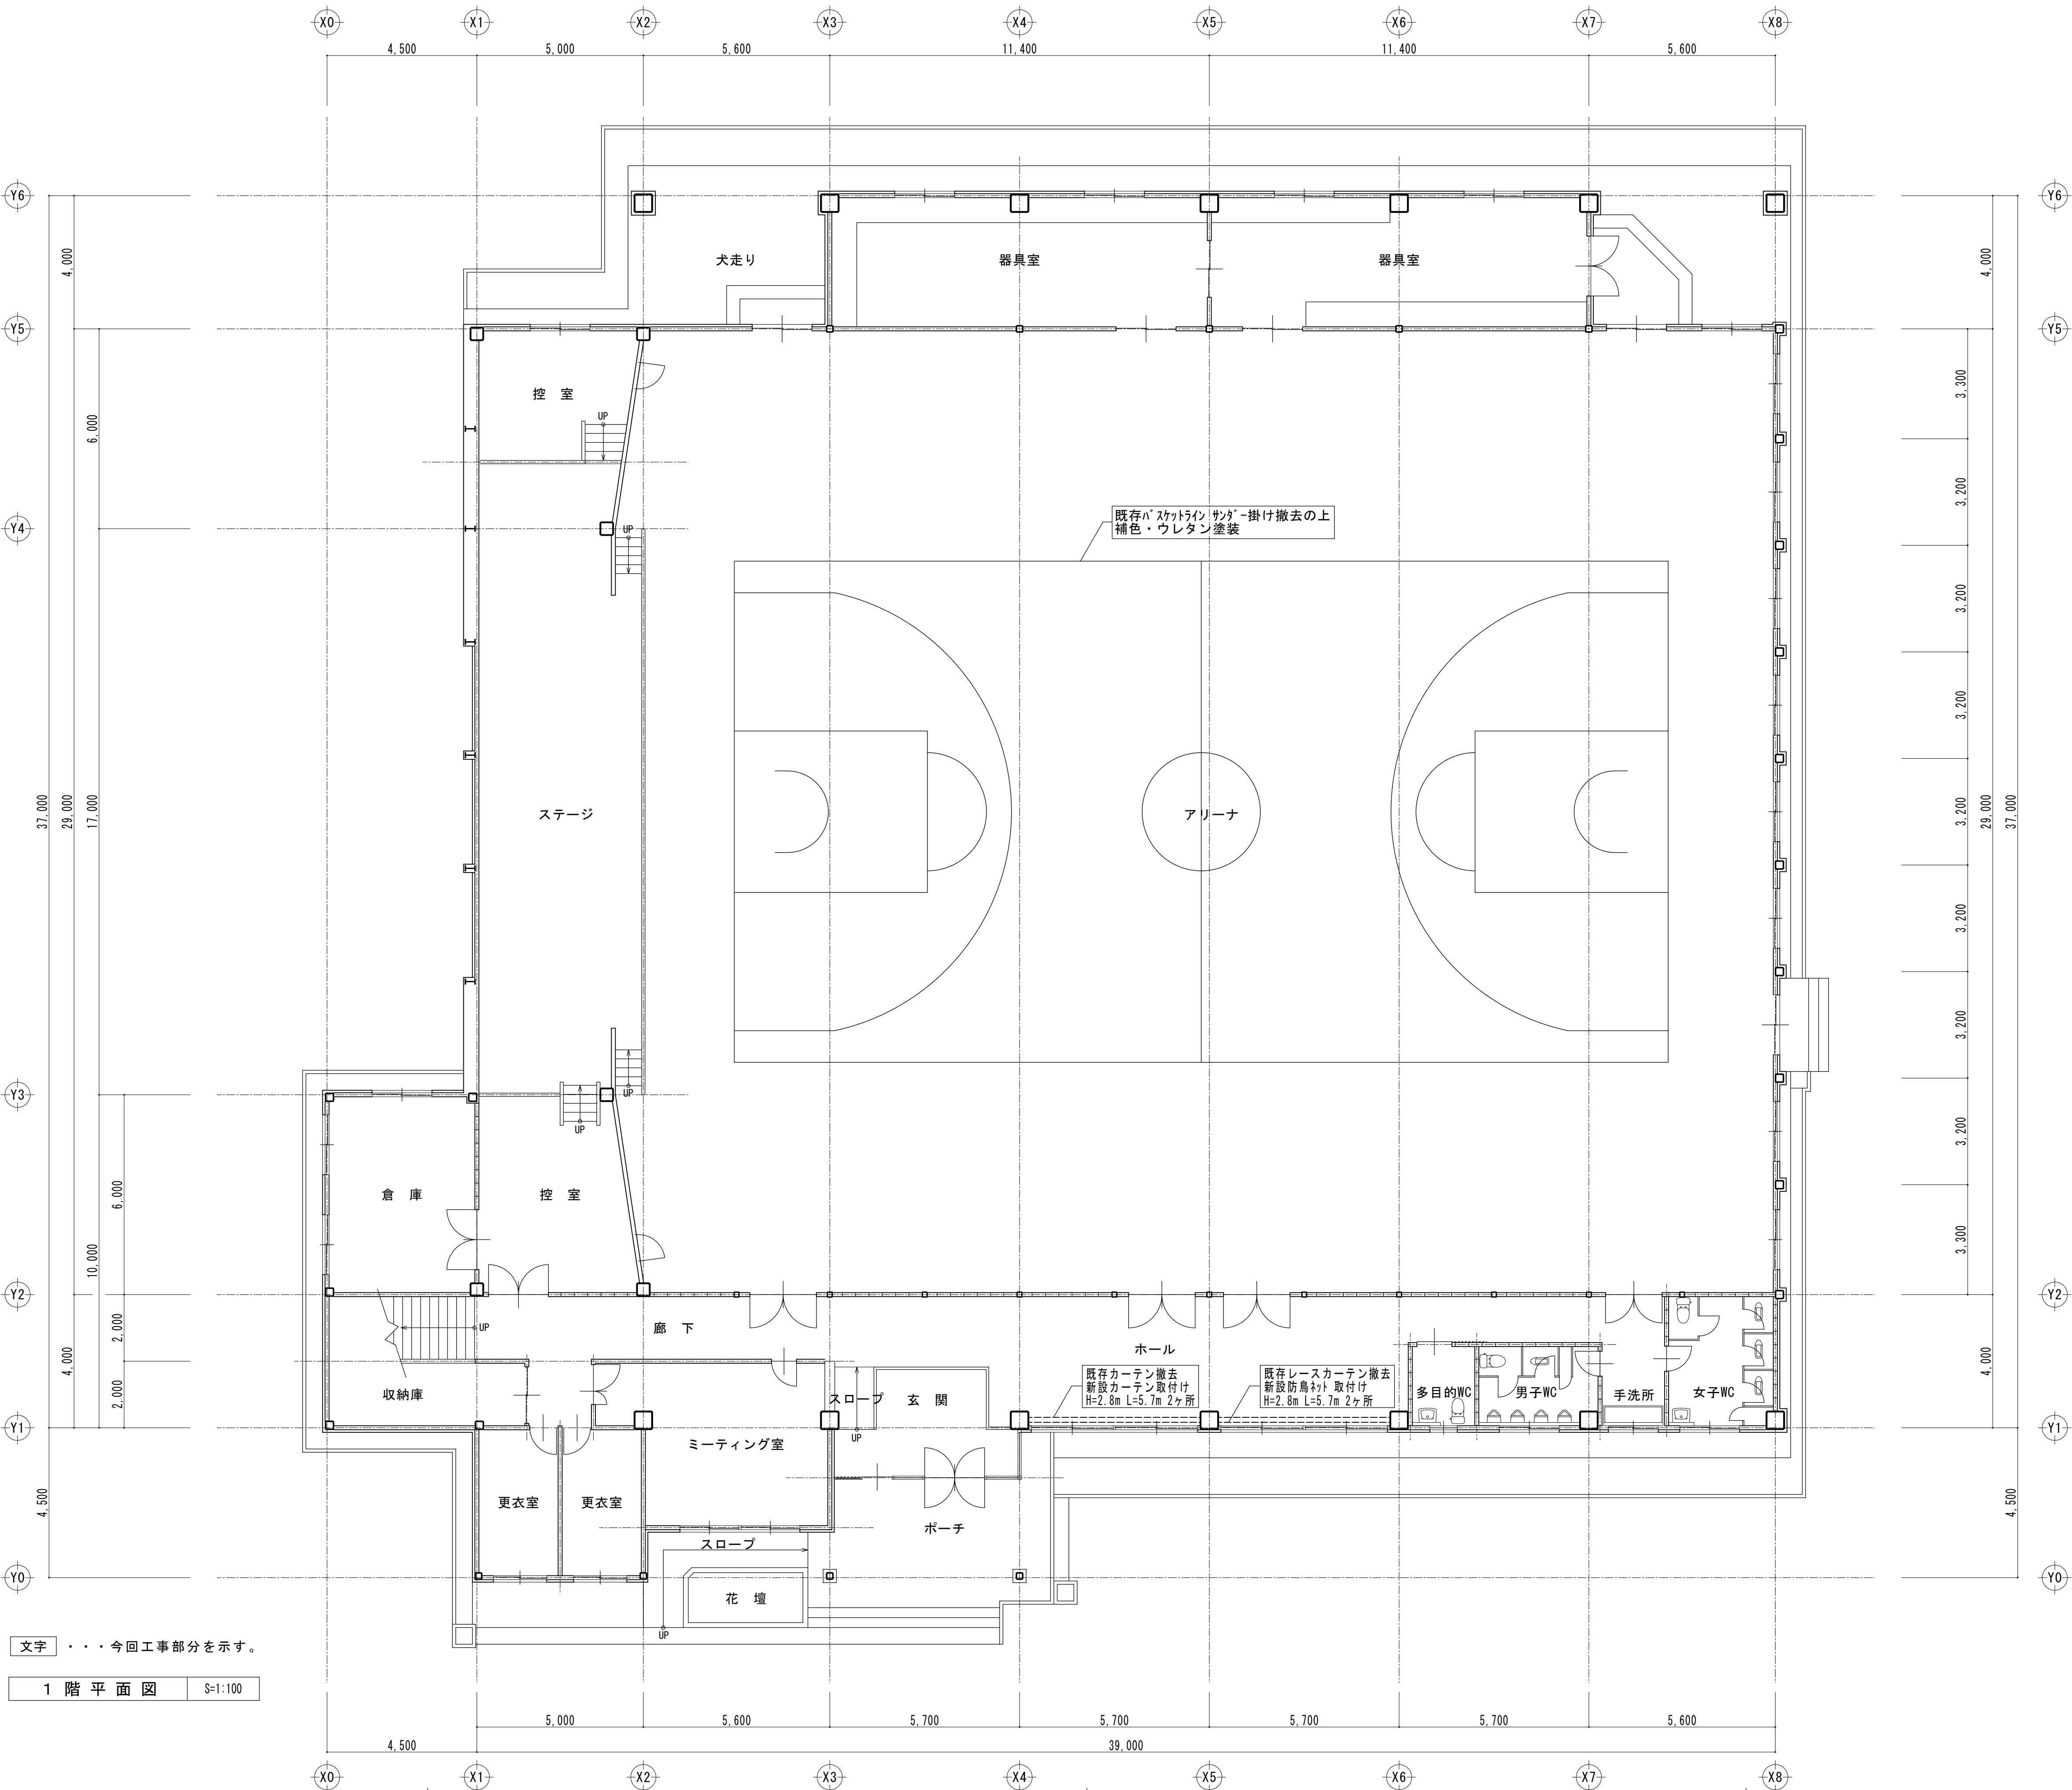 X0 X1 X2 X3 X4 X5 X6 X7 X8
4,500 5,000 5,600 11,400 11,400 5,600
Y6 Y6
4,000 4,000
犬走り 器具室 器具室
Y5 Y5
6,000
控 室
UP
3,300
3,200
Y4
UP
既存ﾊﾞｽｹｯﾄﾗｲﾝ ｻﾝﾀﾞｰ掛け撤去の上
補色・ウレタン塗装
3,200
3,200
37,000 29,000 17,000
ステージ アリーナ
3,200 29,000 37,000
3,200
3,200
Y3
UP
UP
3,200
6,000
10,000
倉 庫 控 室
3,300
Y2 Y2
2,000
4,000
2,000
UP
廊 下
ホール
4,000
収納庫
スロープ
UP
玄 関
既存カーテン撤去
新設カーテン取付け
H=2.8m L=5.7m 2ヶ所
既存レースカーテン撤去
新設防鳥ﾈｯﾄ 取付け
H=2.8m L=5.7m 2ヶ所
多目的WC 男子WC 手洗所 女子WC
Y1 Y1
ミーティング室
4,500 4,500
更衣室 更衣室
ポーチ
スロープ
Y0 Y0
花 壇
UP
文字 ・・・今回工事部分を示す。
1 階 平 面 図 S=1:100
5,000 5,600 5,700 5,700 5,700 5,700 5,600
4,500 39,000
X0 X1 X2 X3 X4 X5 X6 X7 X8